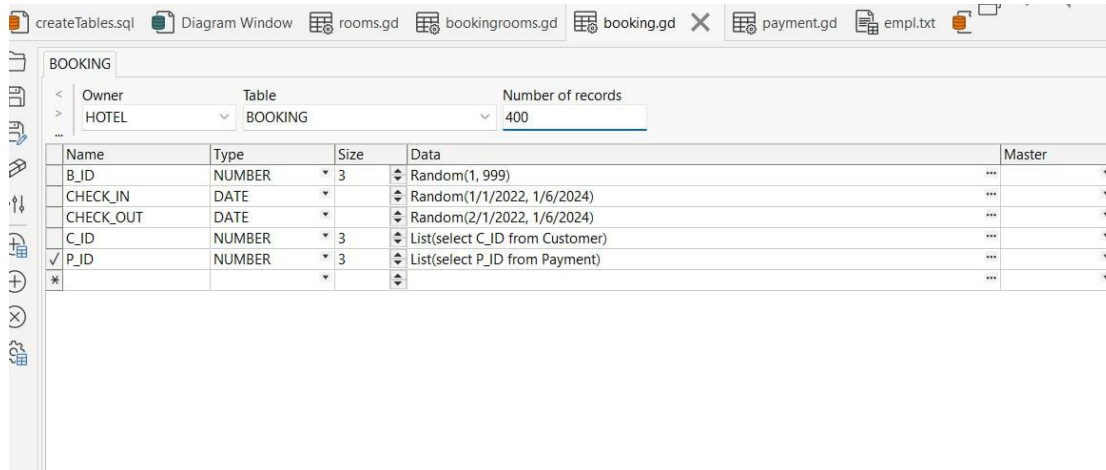 createTables.sql Diagram Window rooms.gd bookingrooms.gd booking.gd payment.gd empl.txt
BOOKING
Owner Table Number of records
HOTEL BOOKING 400
Name Type Size Data Master
B_ID NUMBER 3 Random(1, 999) ...
CHECK_IN DATE Random(1/1/2022, 1/6/2024) ...
CHECK_OUT DATE Random(2/1/2022, 1/6/2024) ...
C_ID NUMBER 3 List(select C_ID from Customer) ...
P_ID NUMBER 3 List(select P_ID from Payment) ...